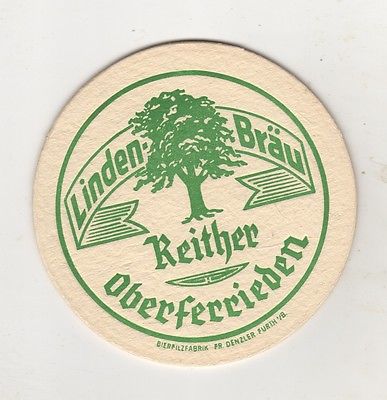 Linden-Bräu
Reither
Oberferrieden
BIERFILZFABRIK FR. DENZLER FÜRTH i/B.